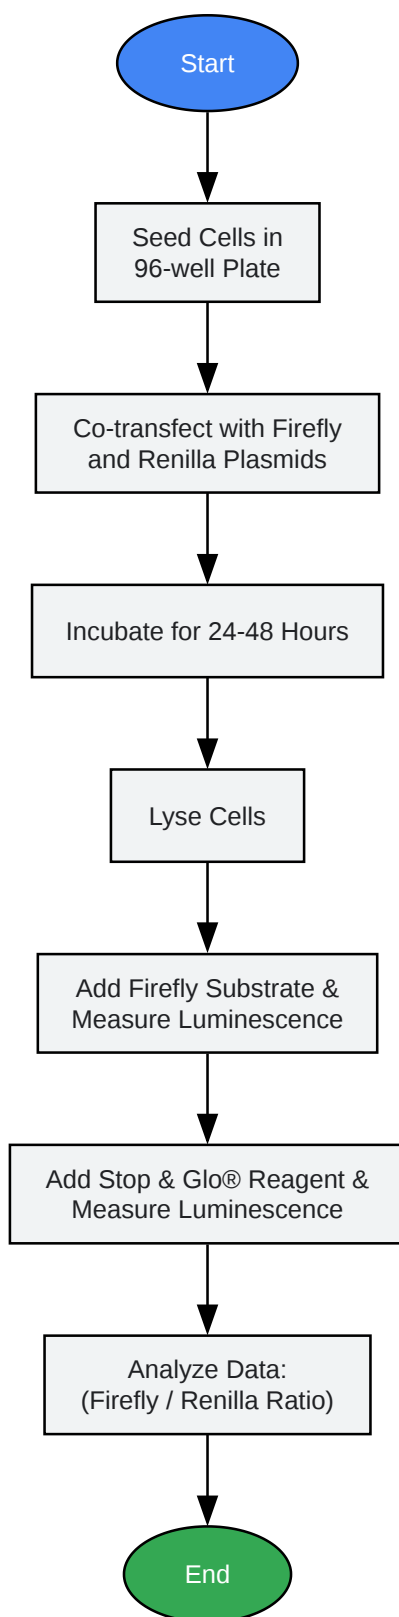 Start
Seed Cells in
96-well Plate
Co-transfect with Firefly
and Renilla Plasmids
Incubate for 24-48 Hours
Lyse Cells
Add Firefly Substrate &
Measure Luminescence
Add Stop & Glo® Reagent &
Measure Luminescence
Analyze Data:
(Firefly / Renilla Ratio)
End